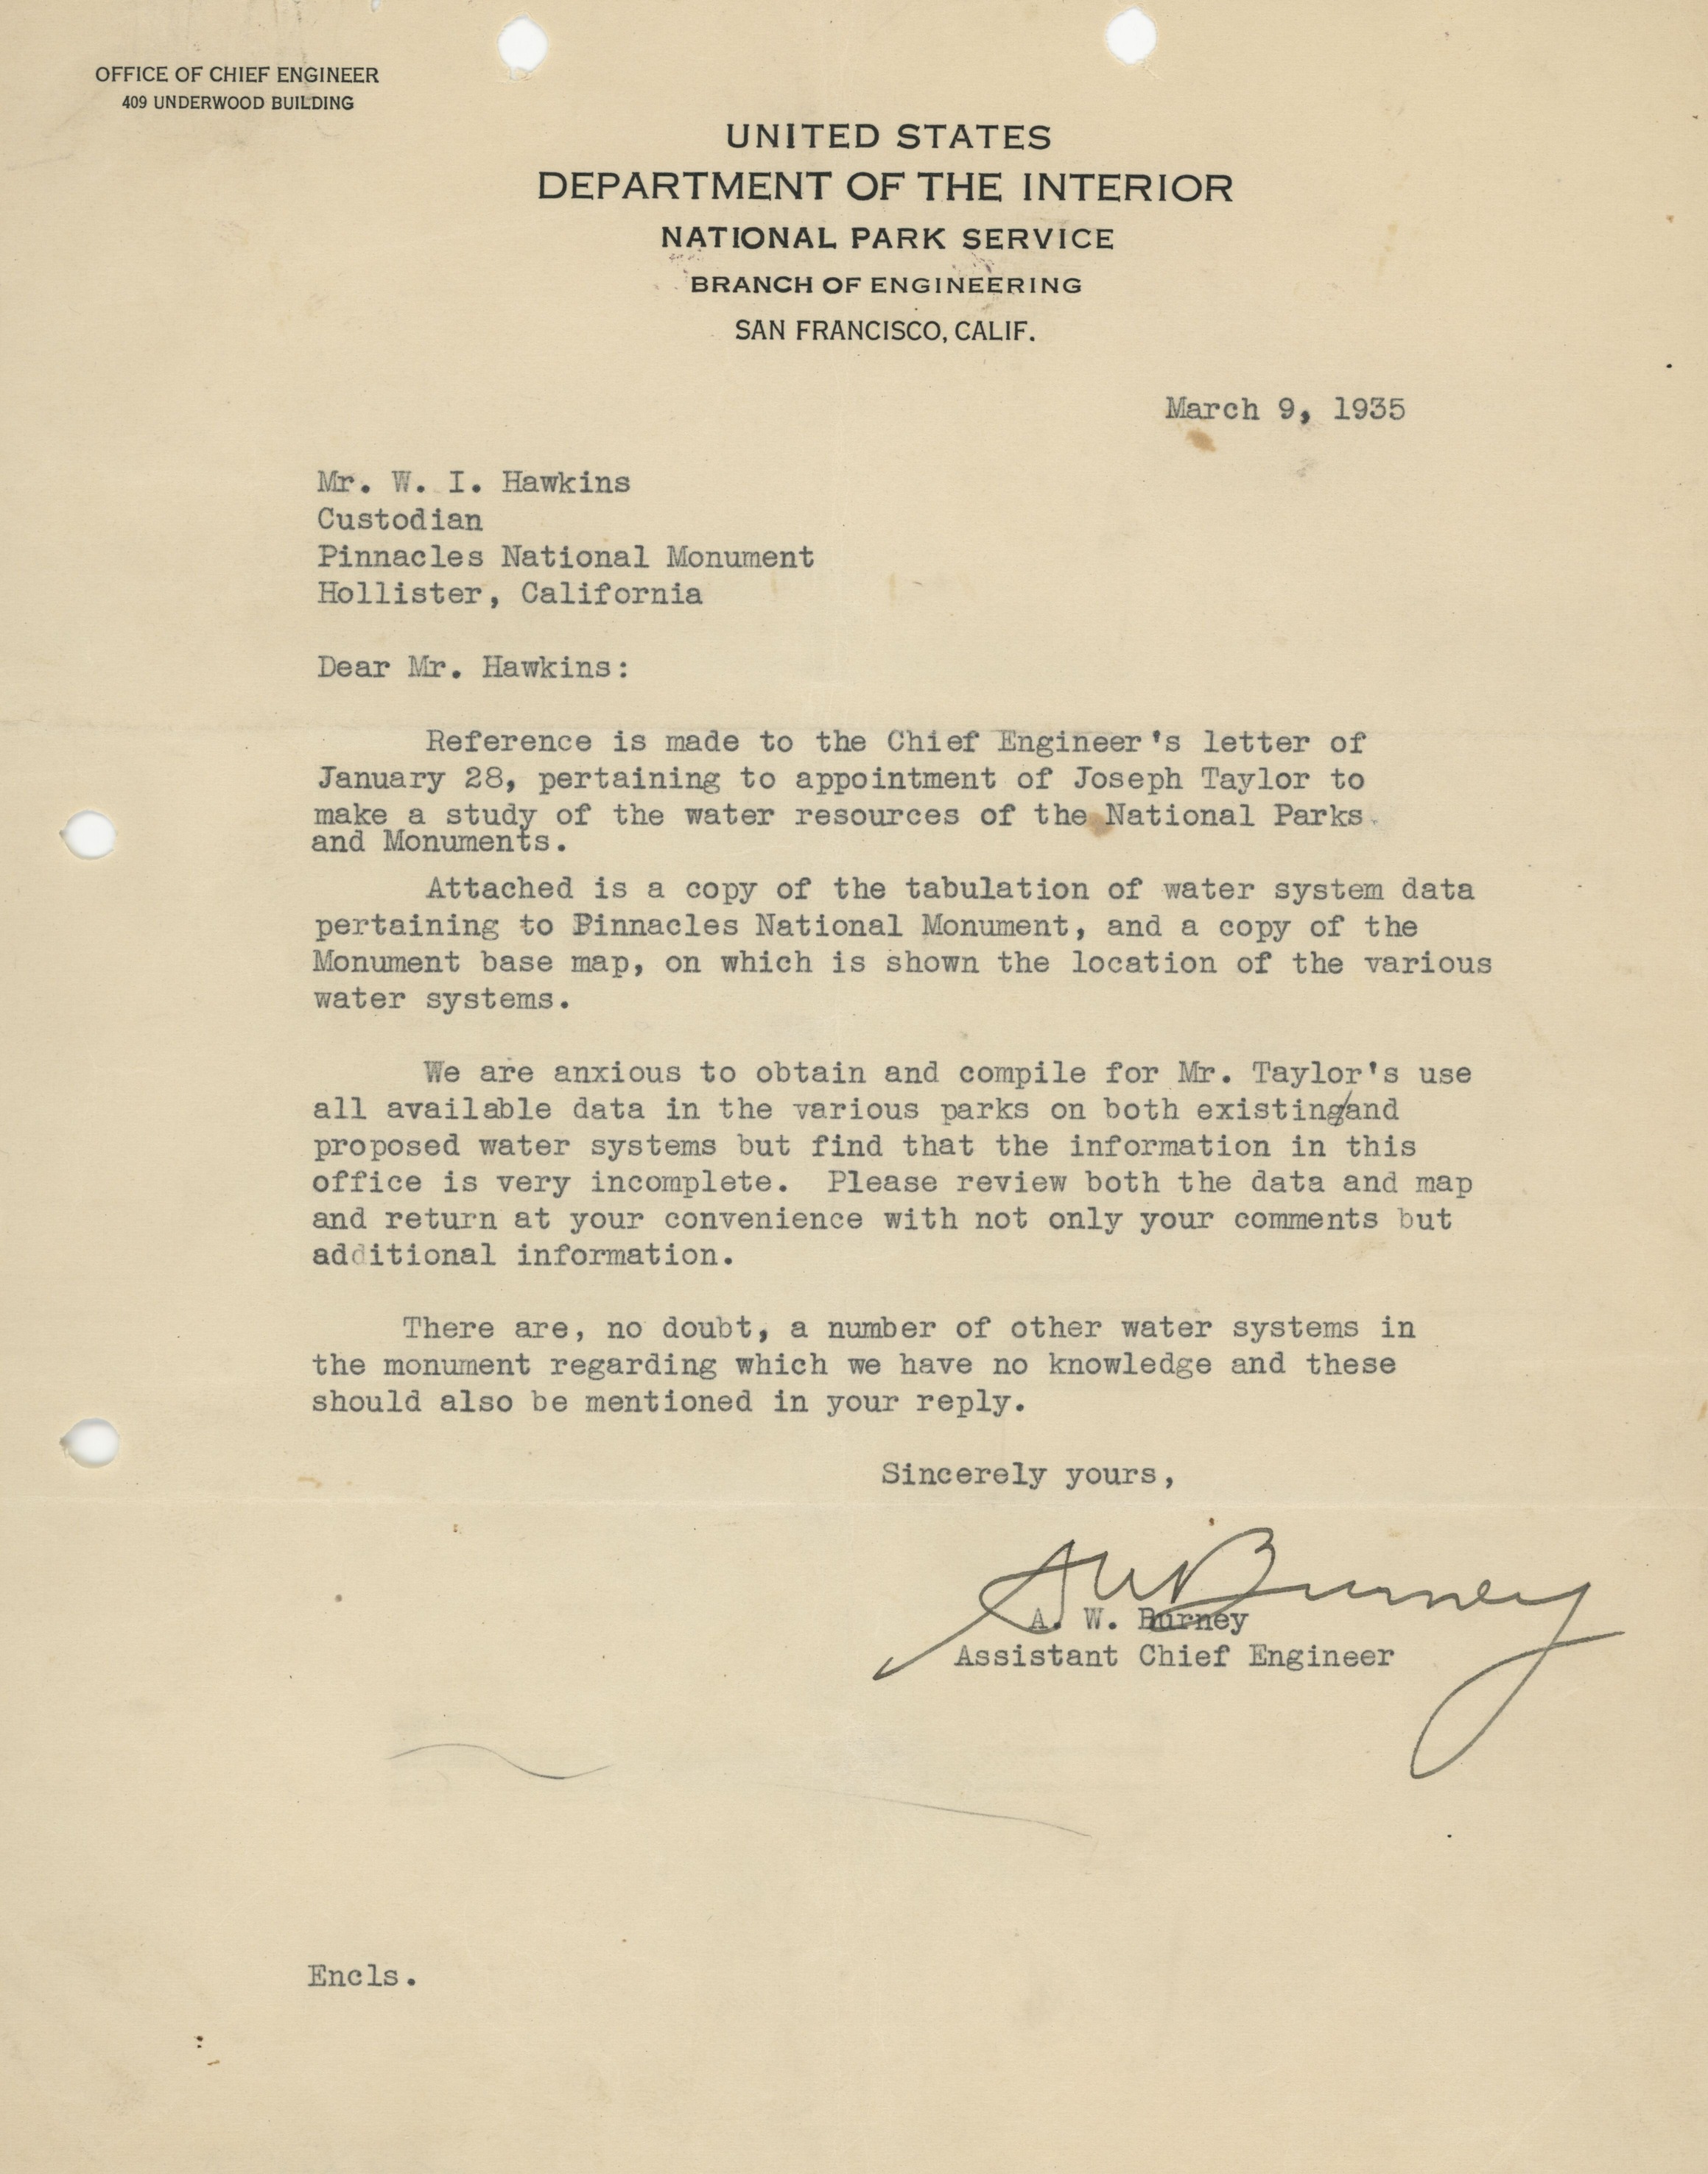 OFFICE OF CHIEF ENGINEER
409 UNDERWOOD BUILDING
UNITED STATES
DEPARTMENT OF THE INTERIOR
NATIONAL PARK SERVICE
BRANCH OF ENGINEERING
SAN FRANCISCO, CALIF.
March 9, 1935
Mr. W. I. Hawkins
Custodian
Pinnacles National Monument
Hollister, California
Dear Mr. Hawkins:
Reference is made to the Chief Engineer's letter of
January 28, pertaining to appointment of Joseph Taylor to
make a study of the water resources of the National Parks
and Monuments.
Attached is a copy of the tabulation of water system data
pertaining to Pinnacles National Monument, and a copy of the
Monument base map, on which is shown the location of the various
water systems.
We are anxious to obtain and compile for Mr. Taylor's use
all available data in the various parks on both existing/and
proposed water systems but find that the information in this
office is very incomplete. Please review both the data and map
and return at your convenience with not only your comments but
additional information.
There are, no doubt, a number of other water systems in
the monument regarding which we have no knowledge and these
should also be mentioned in your reply.
Sincerely yours,
AWBurney
A. W. Burney
Assistant Chief Engineer
Encls.